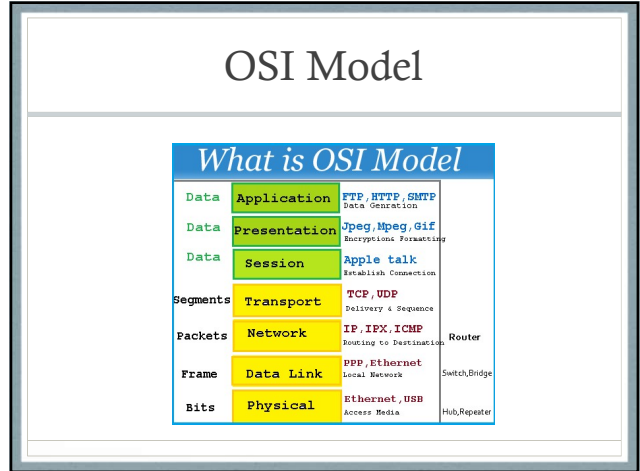 OSI Model
What is OSI Model
Data Application FTP,HTTP,SMTP
Data Genration
Data Presentation Jpeg,Mpeg,Gif
Encryption& Formatting
Data Session Apple talk
Establish Connection
Segments Transport TCP,UDP
Delivery & Sequence
Packets Network IP,IPX,ICMP
Routing to Destination Router
Frame Data Link PPP,Ethernet
Local Network Switch,Bridge
Bits Physical Ethernet,USB
Access Media Hub,Repeater